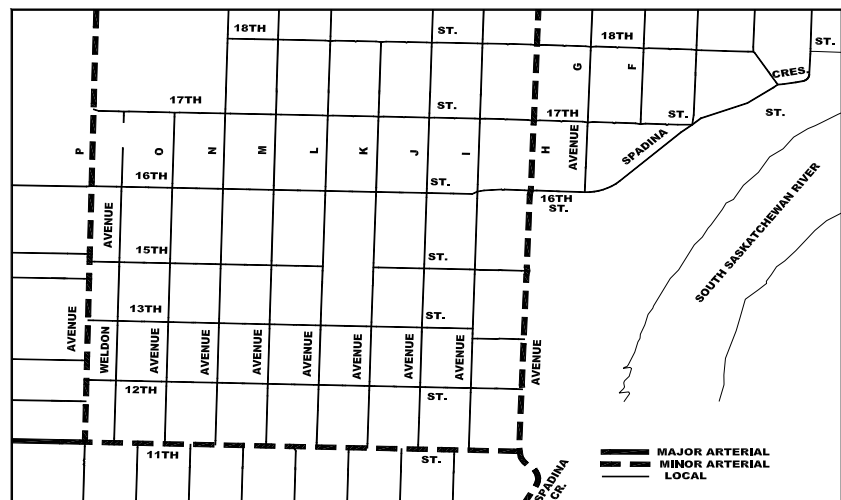 18TH ST. 18TH ST.
G F
CRES.
17TH ST. 17TH ST. ST.
P O N M L K J I H AVENUE SPADINA
16TH ST. 16TH ST.
SOUTH SASKATCHEWAN RIVER
AVENUE
15TH ST.
13TH ST.
AVENUE WELDON AVENUE AVENUE AVENUE AVENUE AVENUE AVENUE AVENUE AVENUE
12TH ST.
11TH ST.
SPADINA CR.
MAJOR ARTERIAL
MINOR ARTERIAL
LOCAL